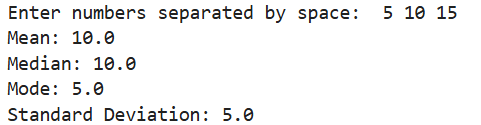 Enter numbers separated by space:  5 10 15
Mean: 10.0
Median: 10.0
Mode: 5.0
Standard Deviation: 5.0